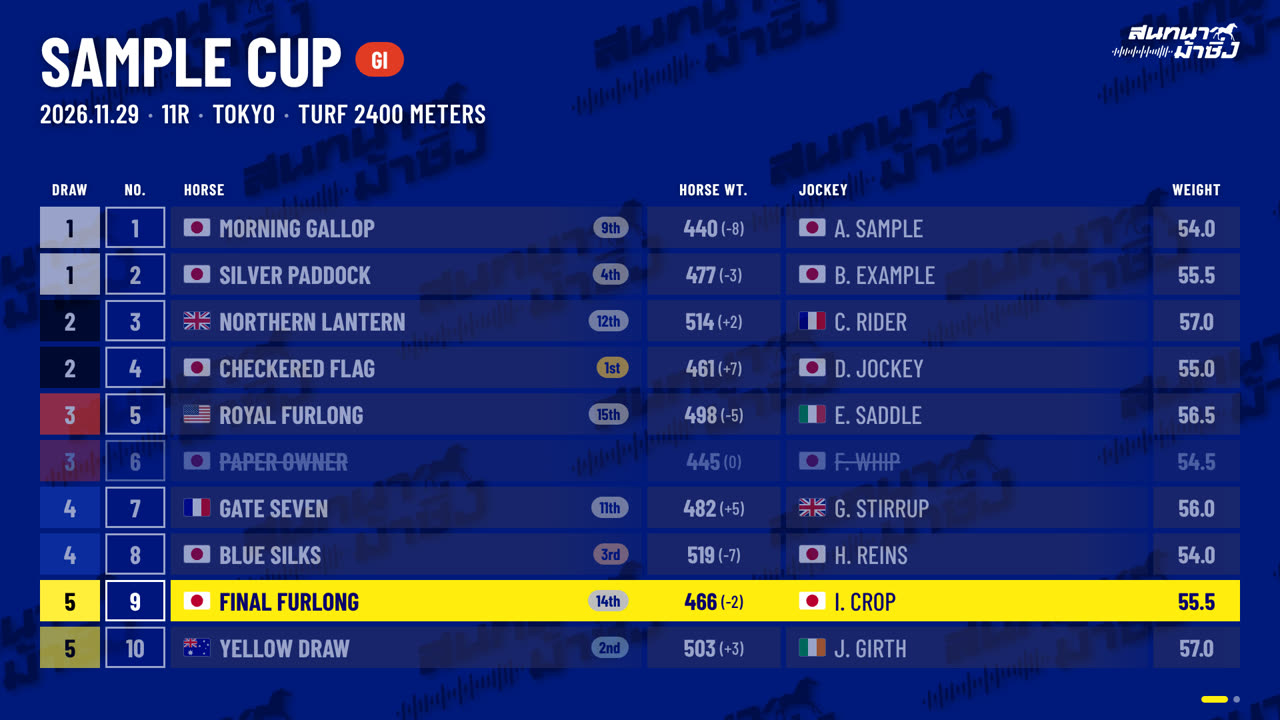 SAMPLE CUP GI
สนทนา
ม้าซิ่ง
2026.11.29 · 11R · TOKYO · TURF 2400 METERS
DRAW NO. HORSE HORSE WT. JOCKEY WEIGHT
1 1 MORNING GALLOP 9th 440 (-8) A. SAMPLE 54.0
1 2 SILVER PADDOCK 4th 477 (-3) B. EXAMPLE 55.5
2 3 NORTHERN LANTERN 12th 514 (+2) C. RIDER 57.0
2 4 CHECKERED FLAG 1st 461 (+7) D. JOCKEY 55.0
3 5 ROYAL FURLONG 15th 498 (-5) E. SADDLE 56.5
3 6 PAPER OWNER 445 (0) F. WHIP 54.5
4 7 GATE SEVEN 11th 482 (+5) G. STIRRUP 56.0
4 8 BLUE SILKS 3rd 519 (-7) H. REINS 54.0
5 9 FINAL FURLONG 14th 466 (-2) I. CROP 55.5
5 10 YELLOW DRAW 2nd 503 (+3) J. GIRTH 57.0